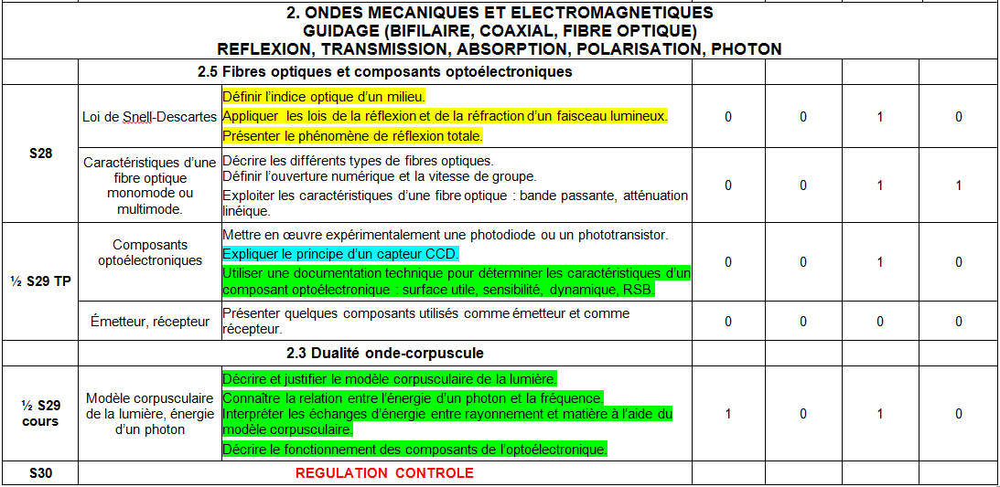 2. ONDES MECANIQUES ET ELECTROMAGNETIQUES
GUIDAGE (BIFILAIRE, COAXIAL, FIBRE OPTIQUE)
REFLEXION, TRANSMISSION, ABSORPTION, POLARISATION, PHOTON
2.5 Fibres optiques et composants optoélectroniques
S28
Loi de Snell-Descartes
Définir l'indice optique d'un milieu.
Appliquer les lois de la réflexion et de la réfraction d'un faisceau lumineux.
Présenter le phénomène de réflexion totale.
0 0 1 0
Caractéristiques d'une
fibre optique
monomode ou
multimode.
Décrire les différents types de fibres optiques.
Définir l'ouverture numérique et la vitesse de groupe.
Exploiter les caractéristiques d'une fibre optique : bande passante, atténuation
linéique.
0 0 1 1
½ S29 TP
Composants
optoélectroniques
Mettre en œuvre expérimentalement une photodiode ou un phototransistor.
Expliquer le principe d'un capteur CCD.
Utiliser une documentation technique pour déterminer les caractéristiques d'un
composant optoélectronique : surface utile, sensibilité, dynamique, RSB.
0 0 1 0
Émetteur, récepteur
Présenter quelques composants utilisés comme émetteur et comme
récepteur.
0 0 0 0
2.3 Dualité onde-corpuscule
½ S29
cours
Modèle corpusculaire
de la lumière, énergie
d'un photon
Décrire et justifier le modèle corpusculaire de la lumière.
Connaître la relation entre l'énergie d'un photon et la fréquence.
Interpréter les échanges d'énergie entre rayonnement et matière à l'aide du
modèle corpusculaire.
Décrire le fonctionnement des composants de l'optoélectronique.
1 0 1 0
S30
REGULATION CONTROLE